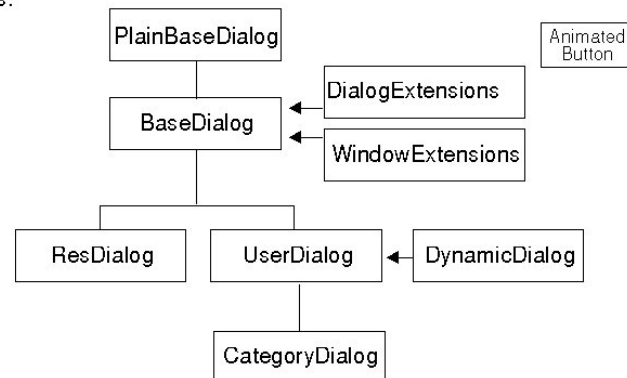 s.
PlainBaseDialog
Animated
Button
DialogExtensions
BaseDialog
WindowExtensions
ResDialog
UserDialog
DynamicDialog
CategoryDialog